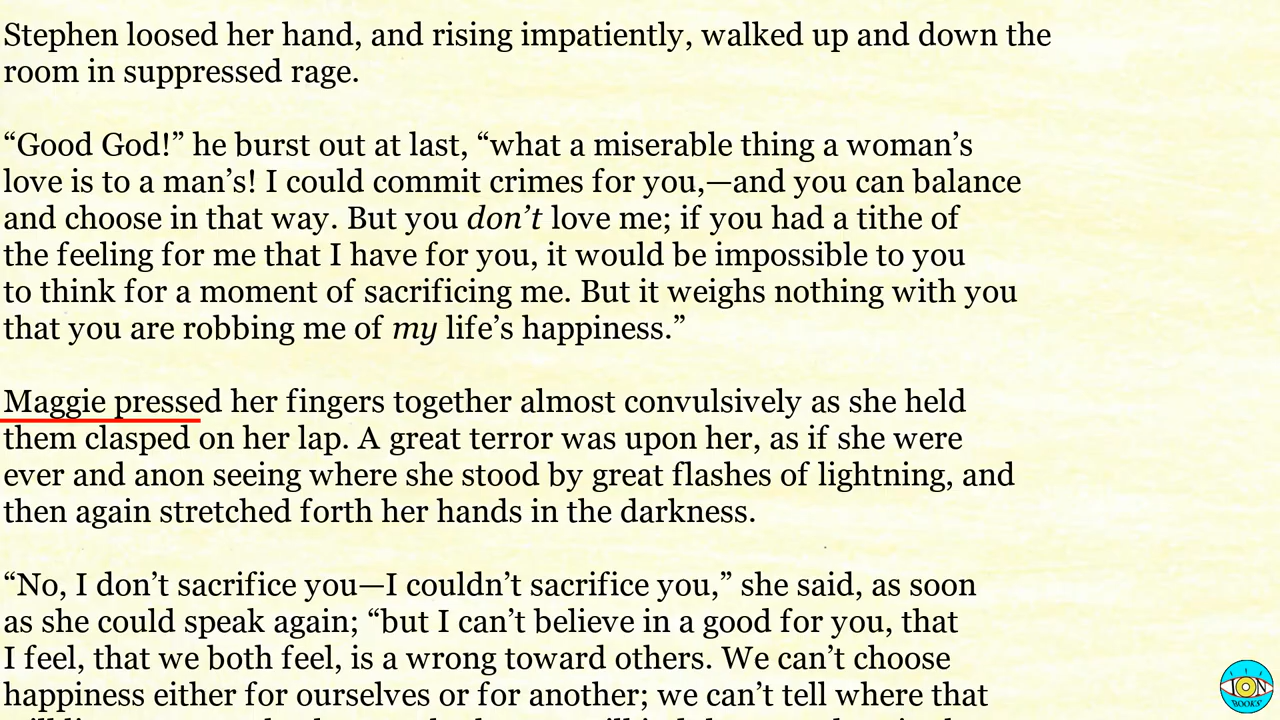 Stephen loosed her hand, and rising impatiently, walked up and down the
room in suppressed rage.
“Good God!” he burst out at last, “what a miserable thing a woman’s
love is to a man’s! I could commit crimes for you,—and you can balance
and choose in that way. But you don’t love me; if you had a tithe of
the feeling for me that I have for you, it would be impossible to you
to think for a moment of sacrificing me. But it weighs nothing with you
that you are robbing me of my life’s happiness.”
Maggie pressed her fingers together almost convulsively as she held
them clasped on her lap. A great terror was upon her, as if she were
ever and anon seeing where she stood by great flashes of lightning, and
then again stretched forth her hands in the darkness.
“No, I don’t sacrifice you—I couldn’t sacrifice you,” she said, as soon
as she could speak again; “but I can’t believe in a good for you, that
I feel, that we both feel, is a wrong toward others. We can’t choose
happiness either for ourselves or for another; we can’t tell where that
ION
BOOKS